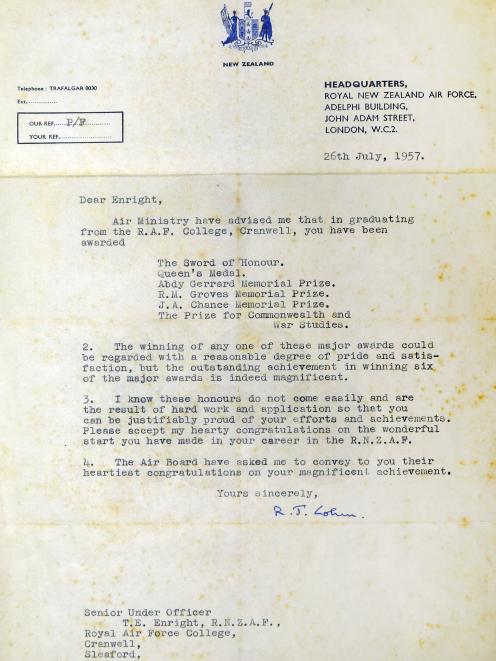 NEW ZEALAND
Telephone: TRAFALGAR 8030
Ext.
OUR REF. P/F
YOUR REF.
HEADQUARTERS,
ROYAL NEW ZEALAND AIR FORCE,
ADELPHI BUILDING,
JOHN ADAM STREET,
LONDON, W.C.2.
26th July, 1957.
Dear Enright,
Air Ministry have advised me that in graduating
from the R.A.F. College, Cranwell, you have been
awarded
The Sword of Honour.
Queen's Medal.
Abdy Gerrard Memorial Prize.
R.M. Groves Memorial Prize.
J.A. Chance Memorial Prize.
The Prize for Commonwealth and
War Studies.
2. The winning of any one of these major awards could
be regarded with a reasonable degree of pride and satis-
faction, but the outstanding achievement in winning six
of the major awards is indeed magnificent.
3. I know these honours do not come easily and are
the result of hard work and application so that you
can be justifiably proud of your efforts and achievements.
Please accept my hearty congratulations on the wonderful
start you have made in your career in the R.N.Z.A.F.
4. The Air Board have asked me to convey to you their
heartiest congratulations on your magnificent achievement.
Yours sincerely,
R. J.
Senior Under Officer
T.E. Enright, R.N.Z.A.F.,
Royal Air Force College,
Cranwell,
Sleaford,